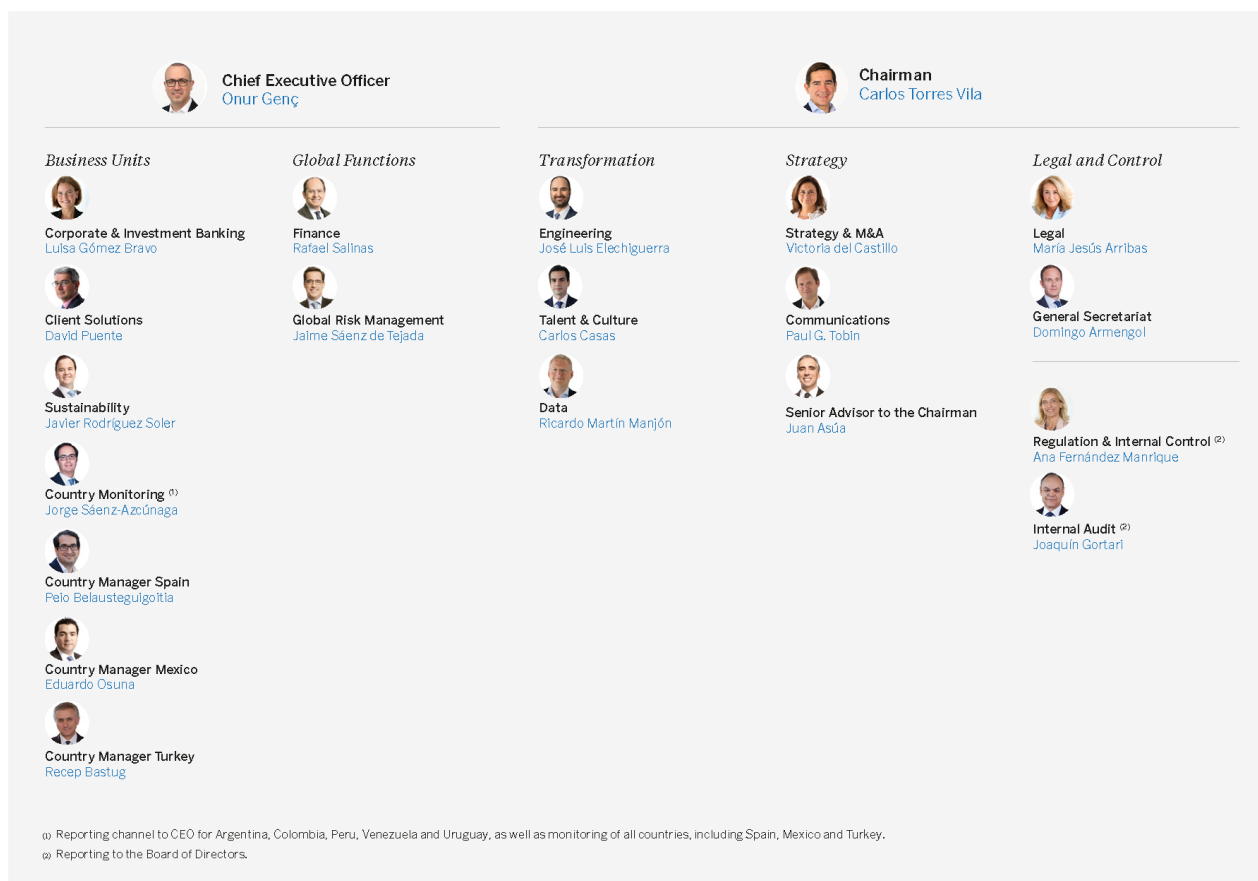 Chief Executive Officer
Onur Genç
Chairman
Carlos Torres Vila
Business Units
Corporate & Investment Banking
Luisa Gómez Bravo
Client Solutions
David Puente
Sustainability
Javier Rodríguez Soler
Country Monitoring (1)
Jorge Sáenz-Azcúnaga
Country Manager Spain
Peio Belausteguigoitia
Country Manager Mexico
Eduardo Osuna
Country Manager Turkey
Recep Bastug
Global Functions
Finance
Rafael Salinas
Global Risk Management
Jaime Sáenz de Tejada
Transformation
Engineering
José Luis Elechiguerra
Talent & Culture
Carlos Casas
Data
Ricardo Martín Manjón
Strategy
Strategy & M&A
Victoria del Castillo
Communications
Paul G. Tobin
Senior Advisor to the Chairman
Juan Asúa
Legal and Control
Legal
María Jesús Arribas
General Secretariat
Domingo Armengol
Regulation & Internal Control (2)
Ana Fernández Manrique
Internal Audit (2)
Joaquín Gortari
(1) Reporting channel to CEO for Argentina, Colombia, Peru, Venezuela and Uruguay, as well as monitoring of all countries, including Spain, Mexico and Turkey.
(2) Reporting to the Board of Directors.